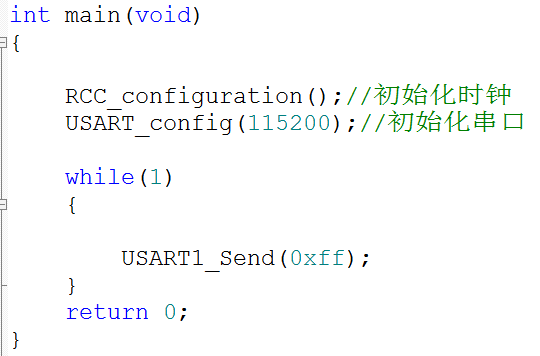 int main(void)
{
RCC_configuration();//初始化时钟
USART_config(115200);//初始化串口
while(1)
{
USART1_Send(0xff);
}
return 0;
}